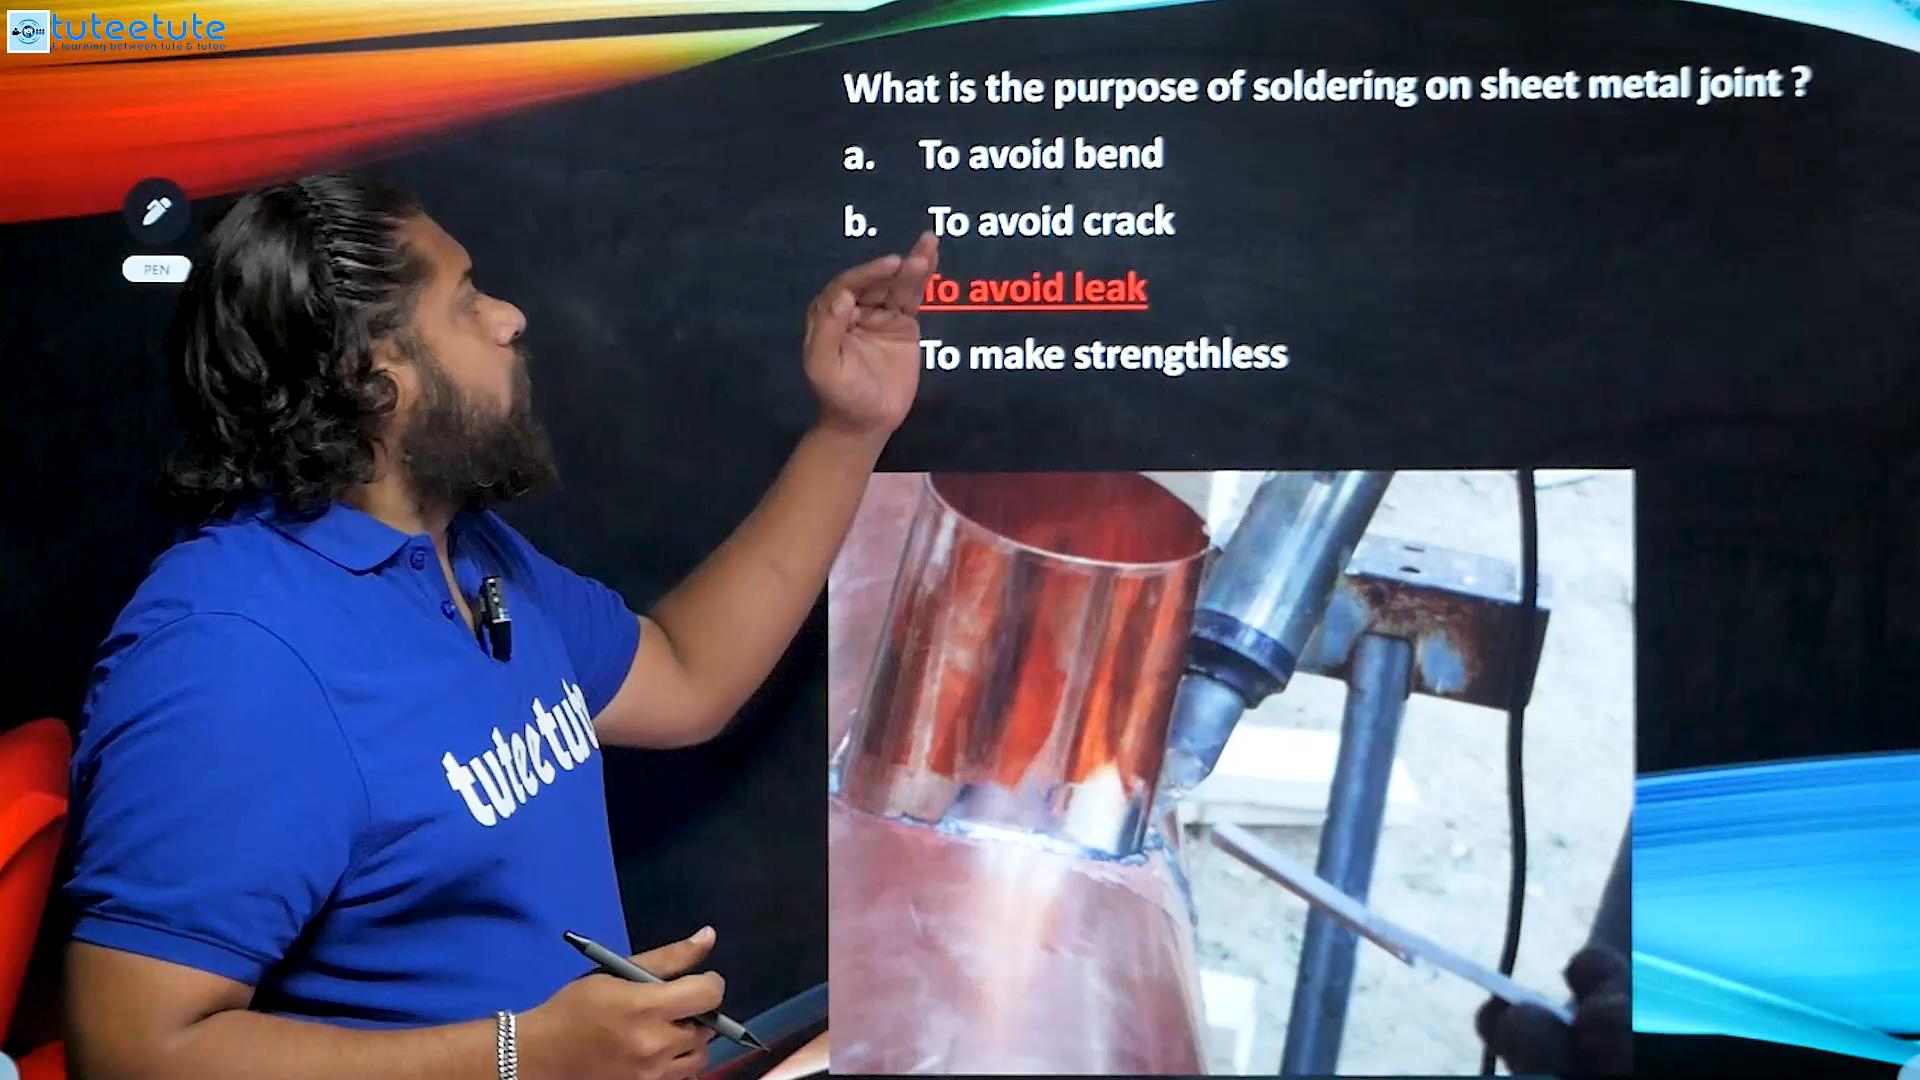 tuteetute
E learning between tute & tutee
What is the purpose of soldering on sheet metal joint ?
a. To avoid bend
b. To avoid crack
To avoid leak
To make strengthless
PEN
tuteetute